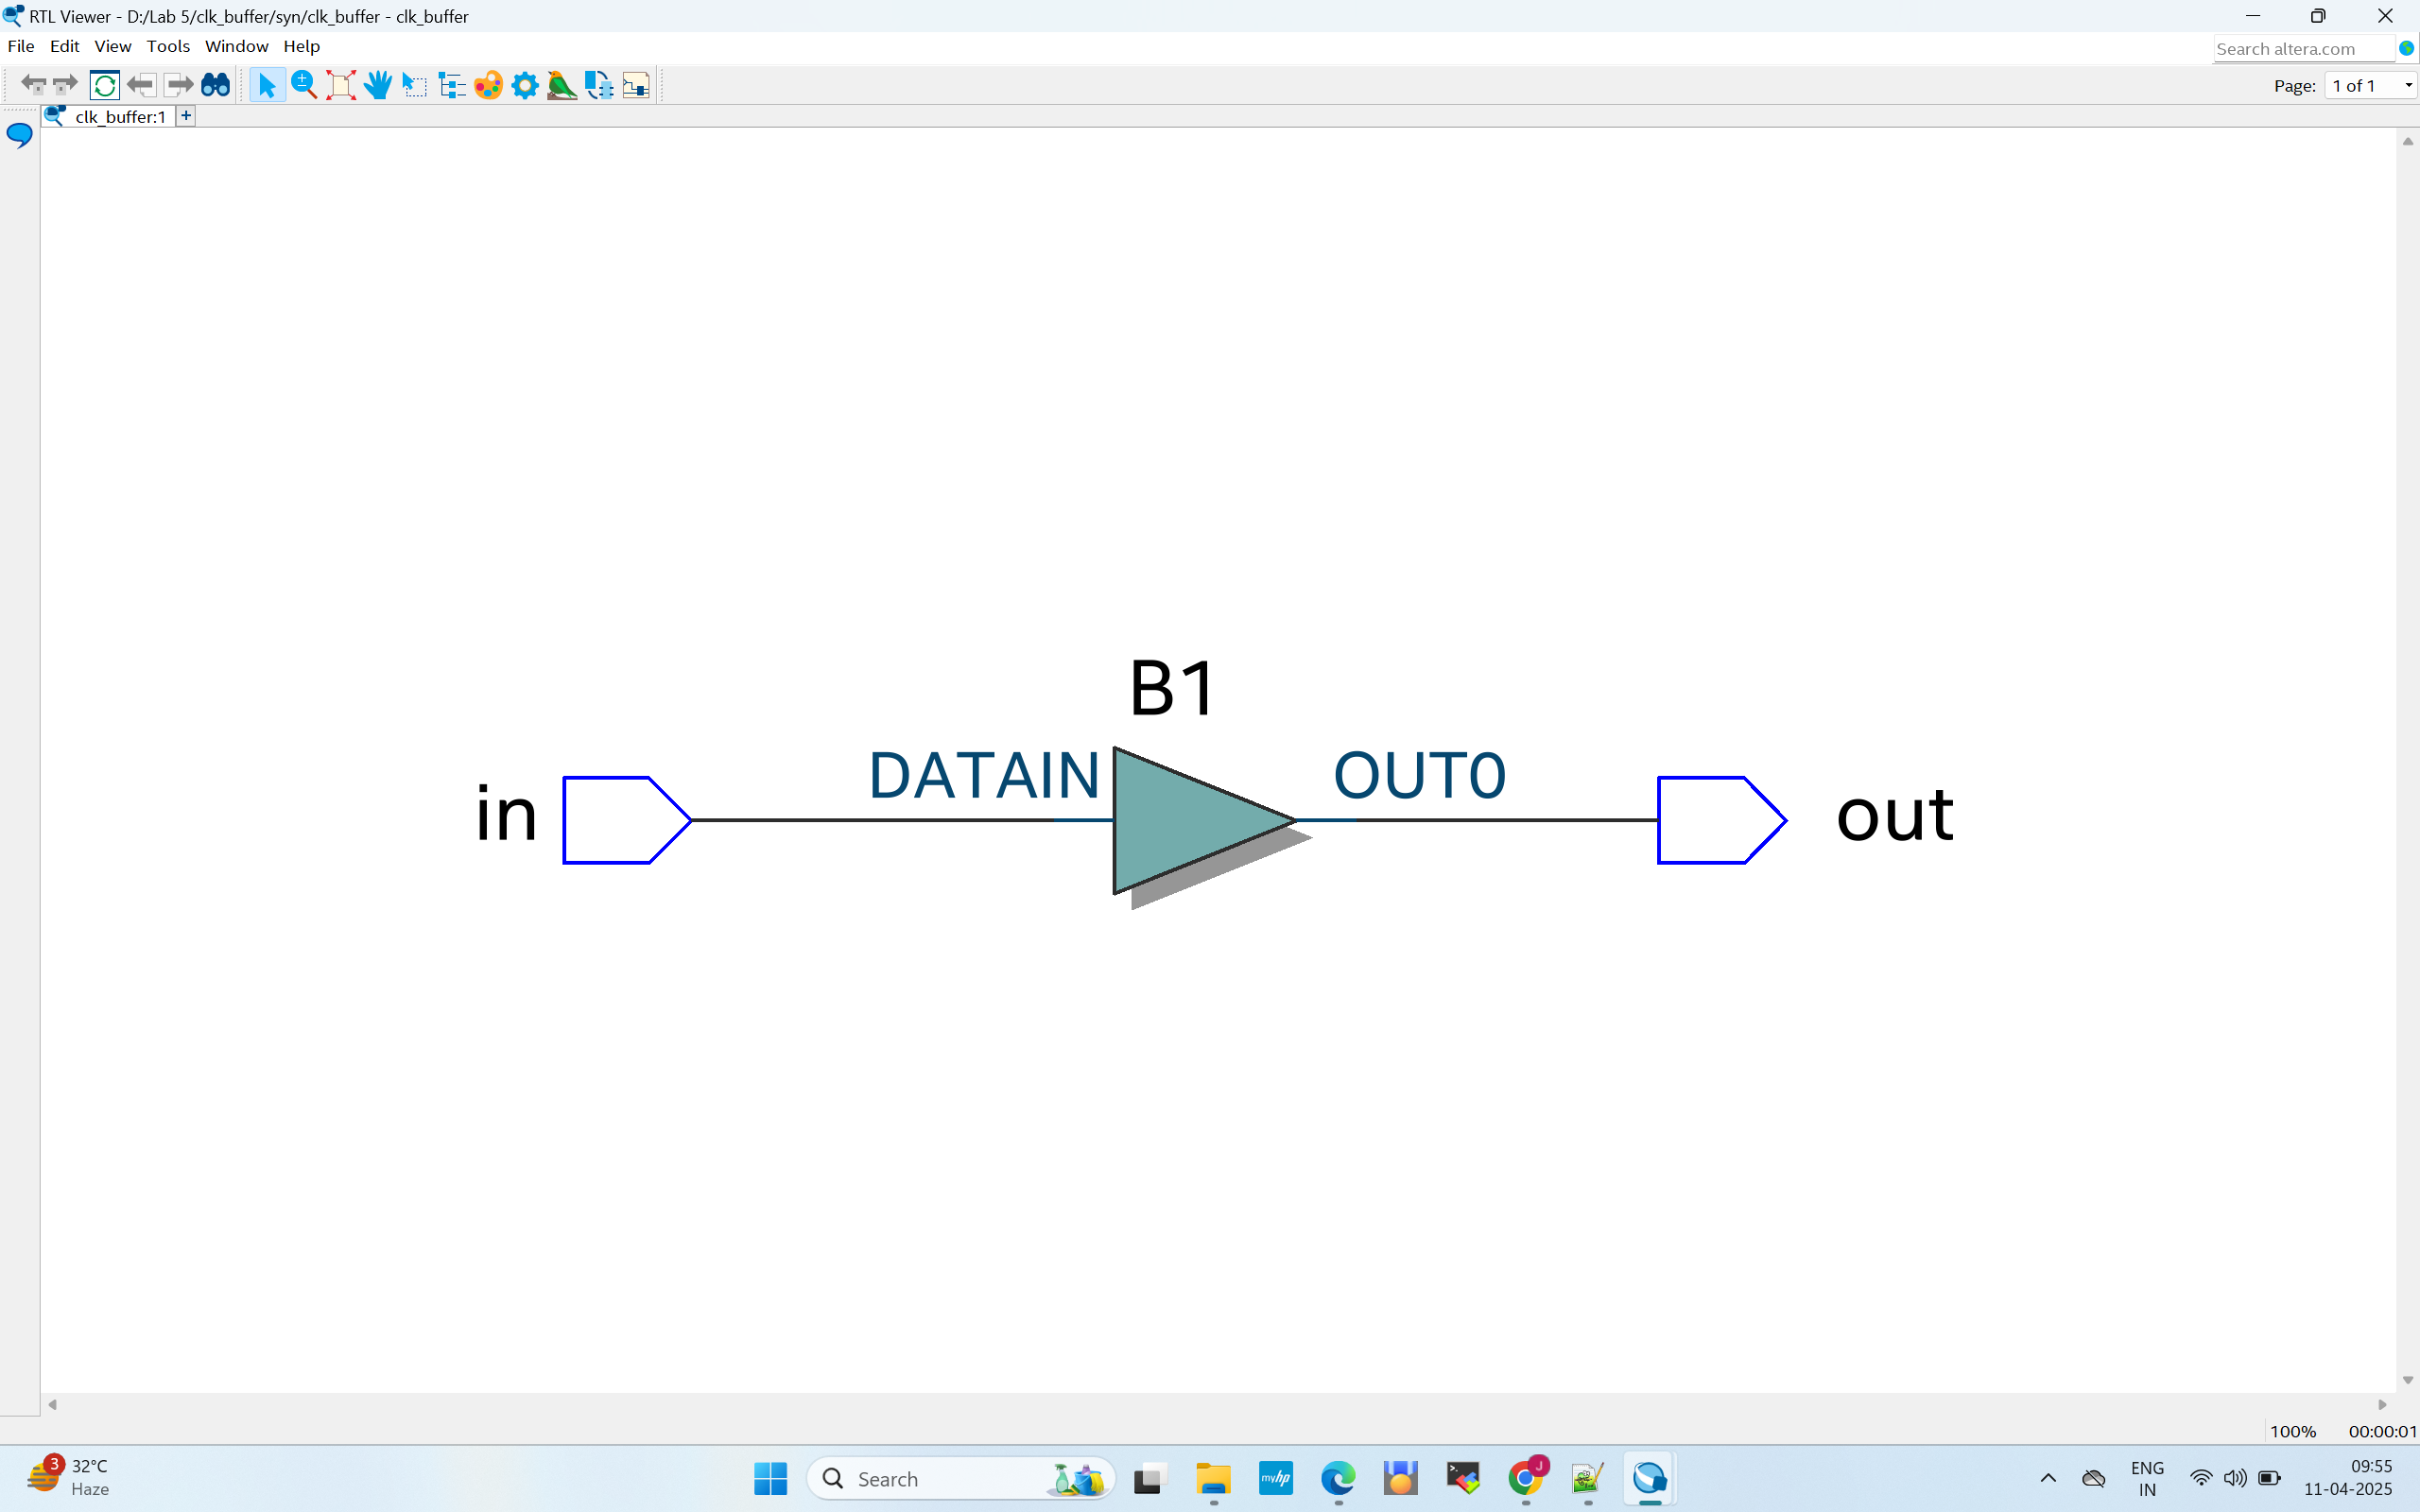 RTL Viewer - D:/Lab 5/clk_buffer/syn/clk_buffer - clk_buffer
File Edit View Tools Window Help
Search altera.com
Page: 1 of 1
clk_buffer:1 +
B1
DATAIN OUT0
in out
100% 00:00:01
3 32°C
Haze
Search
myhp
J
ENG
IN
09:55
11-04-2025